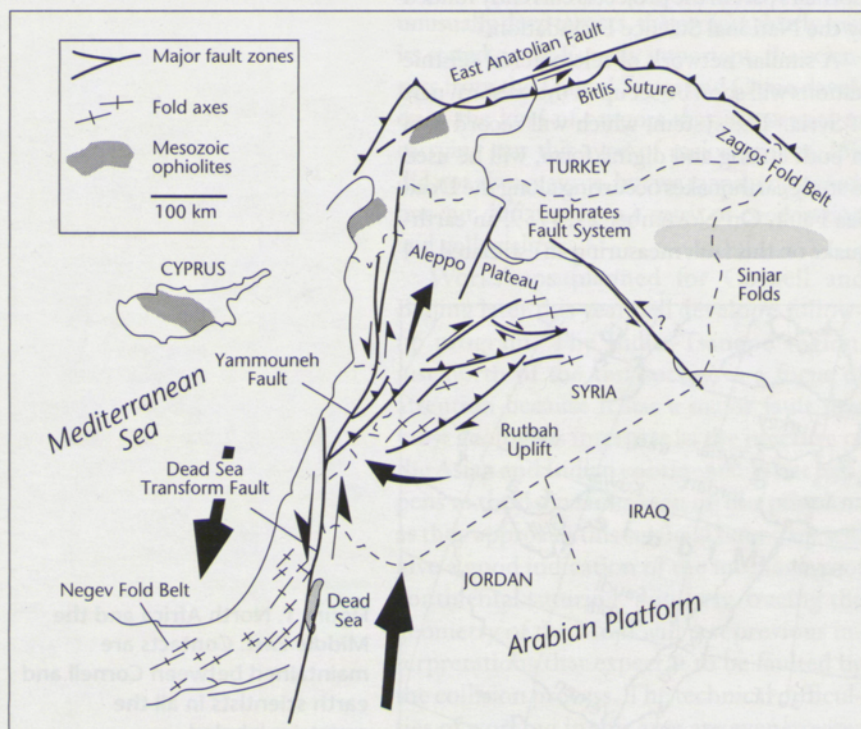 Major fault zones
Fold axes
Mesozoic
ophiolites
100 km
East Anatolian Fault
Bitlis Suture
Zagros Fold Belt
TURKEY
Euphrates
Fault System
Aleppo Plateau
Sinjar
Folds
CYPRUS
?
Yammouneh
Fault
Mediterranean
Sea
SYRIA
Rutbah
Uplift
Dead Sea
Transform Fault
IRAQ
JORDAN
Negev Fold Belt
Dead
Sea
Arabian Platform